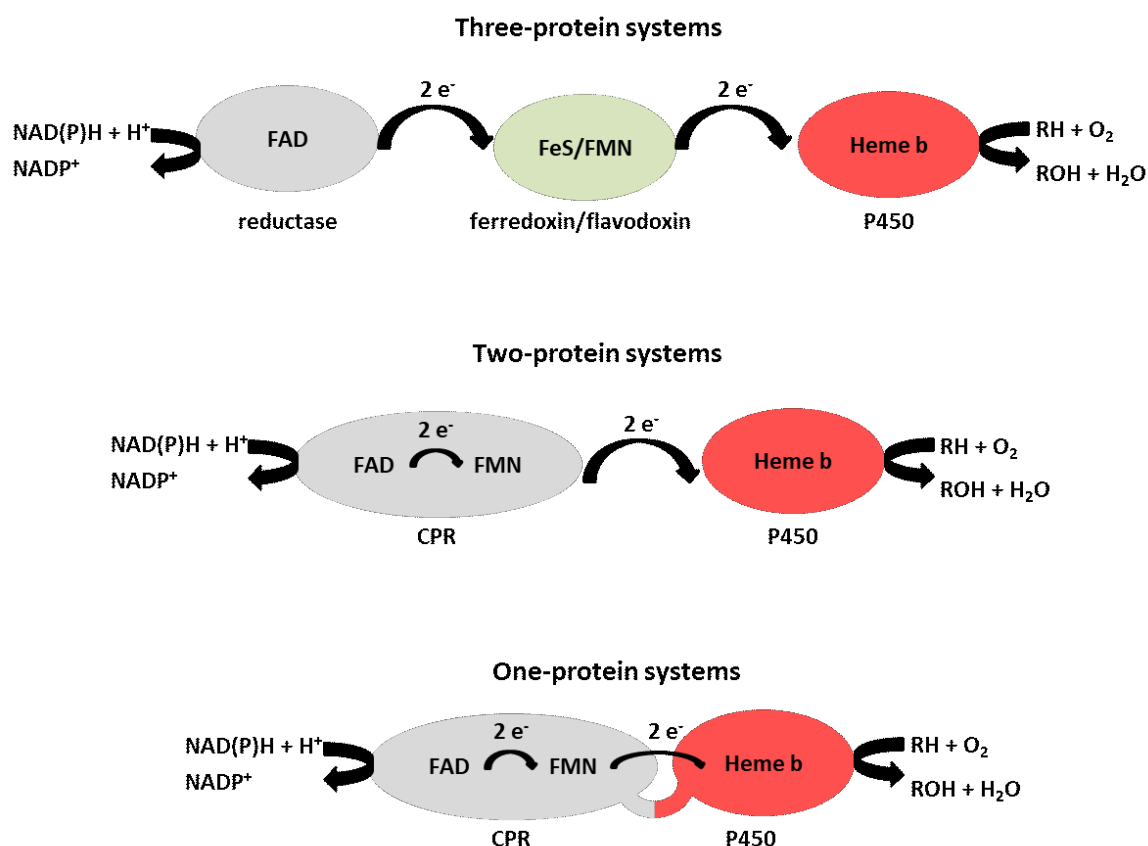 Three-protein systems
2 e⁻ 2 e⁻
NAD(P)H + H⁺ FAD FeS/FMN Heme b RH + O₂
NADP⁺ ROH + H₂O
reductase ferredoxin/flavodoxin P450
Two-protein systems
2 e⁻ 2 e⁻
NAD(P)H + H⁺ FAD FMN Heme b RH + O₂
NADP⁺ ROH + H₂O
CPR P450
One-protein systems
2 e⁻ 2 e⁻
NAD(P)H + H⁺ FAD FMN Heme b RH + O₂
NADP⁺ ROH + H₂O
CPR P450